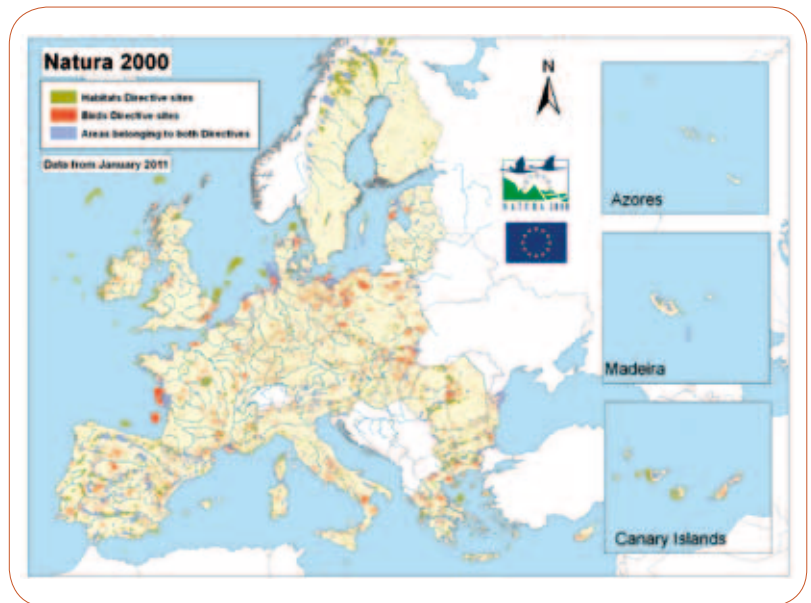 Natura 2000
Habitats Directive sites
Birds Directive sites
Areas belonging to both Directives
Data from January 2011
N
NATURA 2000
Azores
Madeira
Canary Islands